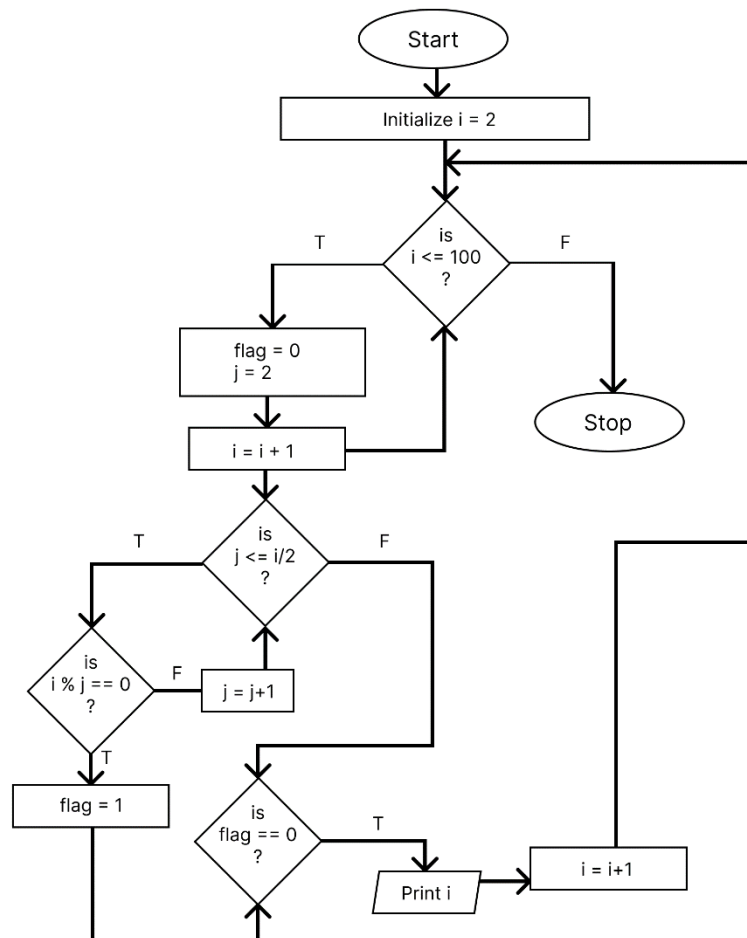 Start
Initialize i = 2
is
i <= 100
?
T
F
flag = 0
j = 2
Stop
i = i + 1
is
j <= i/2
?
T
F
is
i % j == 0
?
F
j = j+1
T
flag = 1
is
flag == 0
?
T
Print i
i = i+1